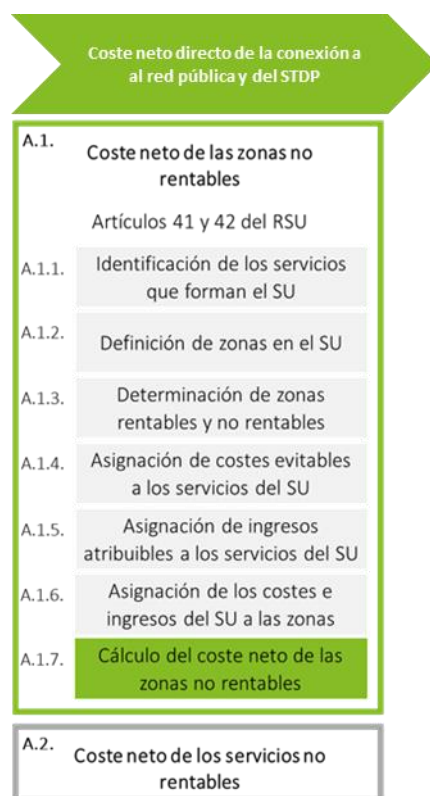 Coste neto directo de la conexión a
al red pública y del STDP
A.1.
Coste neto de las zonas no
rentables
Artículos 41 y 42 del RSU
A.1.1.
Identificación de los servicios
que forman el SU
A.1.2.
Definición de zonas en el SU
A.1.3.
Determinación de zonas
rentables y no rentables
A.1.4.
Asignación de costes evitables
a los servicios del SU
A.1.5.
Asignación de ingresos
atribuibles a los servicios del SU
A.1.6.
Asignación de los costes e
ingresos del SU a las zonas
A.1.7.
Cálculo del coste neto de las
zonas no rentables
A.2.
Coste neto de los servicios no
rentables